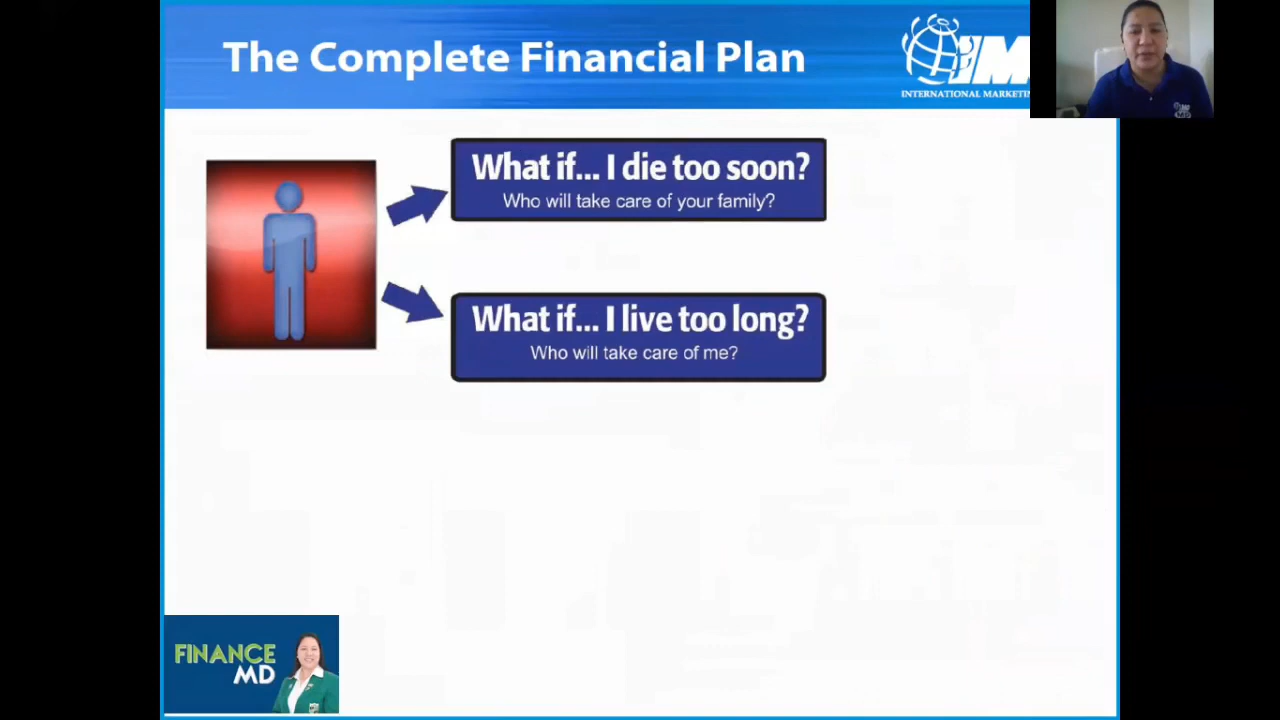 The Complete Financial Plan
INTERNATIONAL
What if... I die too soon?
Who will take care of your family?
What if... I live too long?
Who will take care of me?
FINANCE
MD